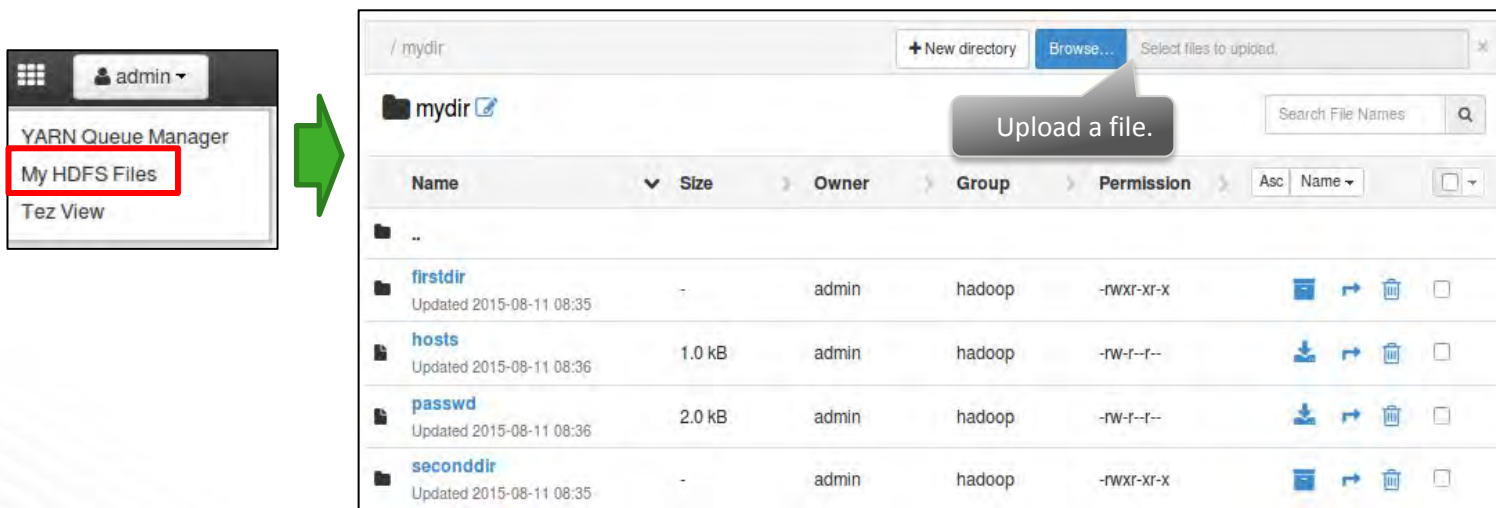 admin
YARN Queue Manager
My HDFS Files
Tez View
/ mydir
+ New directory Browse... Select files to upload. ×
mydir
Upload a file.
Search File Names
Name Size Owner Group Permission Asc Name
..
firstdir - admin hadoop -rwxr-xr-x
Updated 2015-08-11 08:35
hosts 1.0 kB admin hadoop -rw-r--r--
Updated 2015-08-11 08:36
passwd 2.0 kB admin hadoop -rw-r--r--
Updated 2015-08-11 08:36
seconddir - admin hadoop -rwxr-xr-x
Updated 2015-08-11 08:35